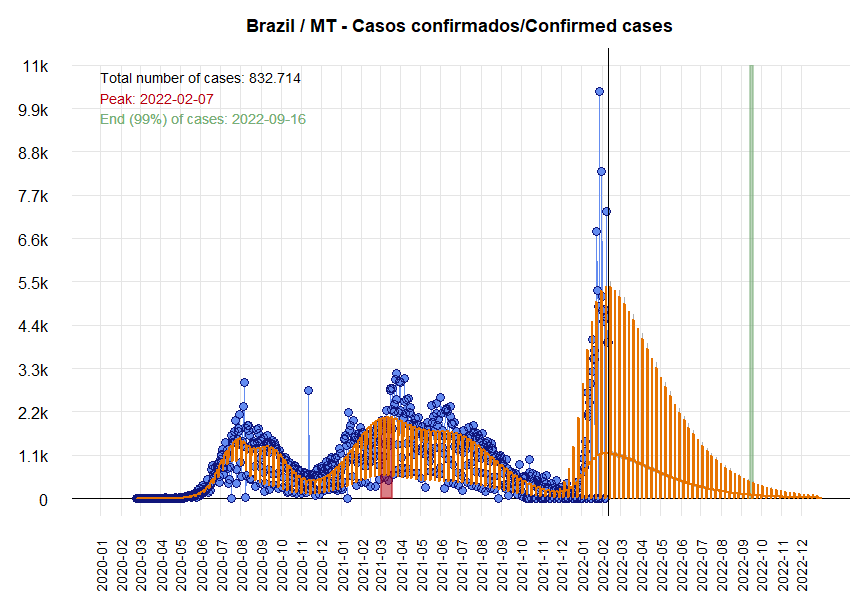 Brazil / MT - Casos confirmados/Confirmed cases
11k
Total number of cases: 832.714
Peak: 2022-02-07
9.9k
End (99%) of cases: 2022-09-16
8.8k
7.7k
6.6k
5.5k
4.4k
3.3k
2.2k
1.1k
0
2020-01
2020-02
2020-03
2020-04
2020-05
2020-06
2020-07
2020-08
2020-09
2020-10
2020-11
2020-12
2021-01
2021-02
2021-03
2021-04
2021-05
2021-06
2021-07
2021-08
2021-09
2021-10
2021-11
2021-12
2022-01
2022-02
2022-03
2022-04
2022-05
2022-06
2022-07
2022-08
2022-09
2022-10
2022-11
2022-12